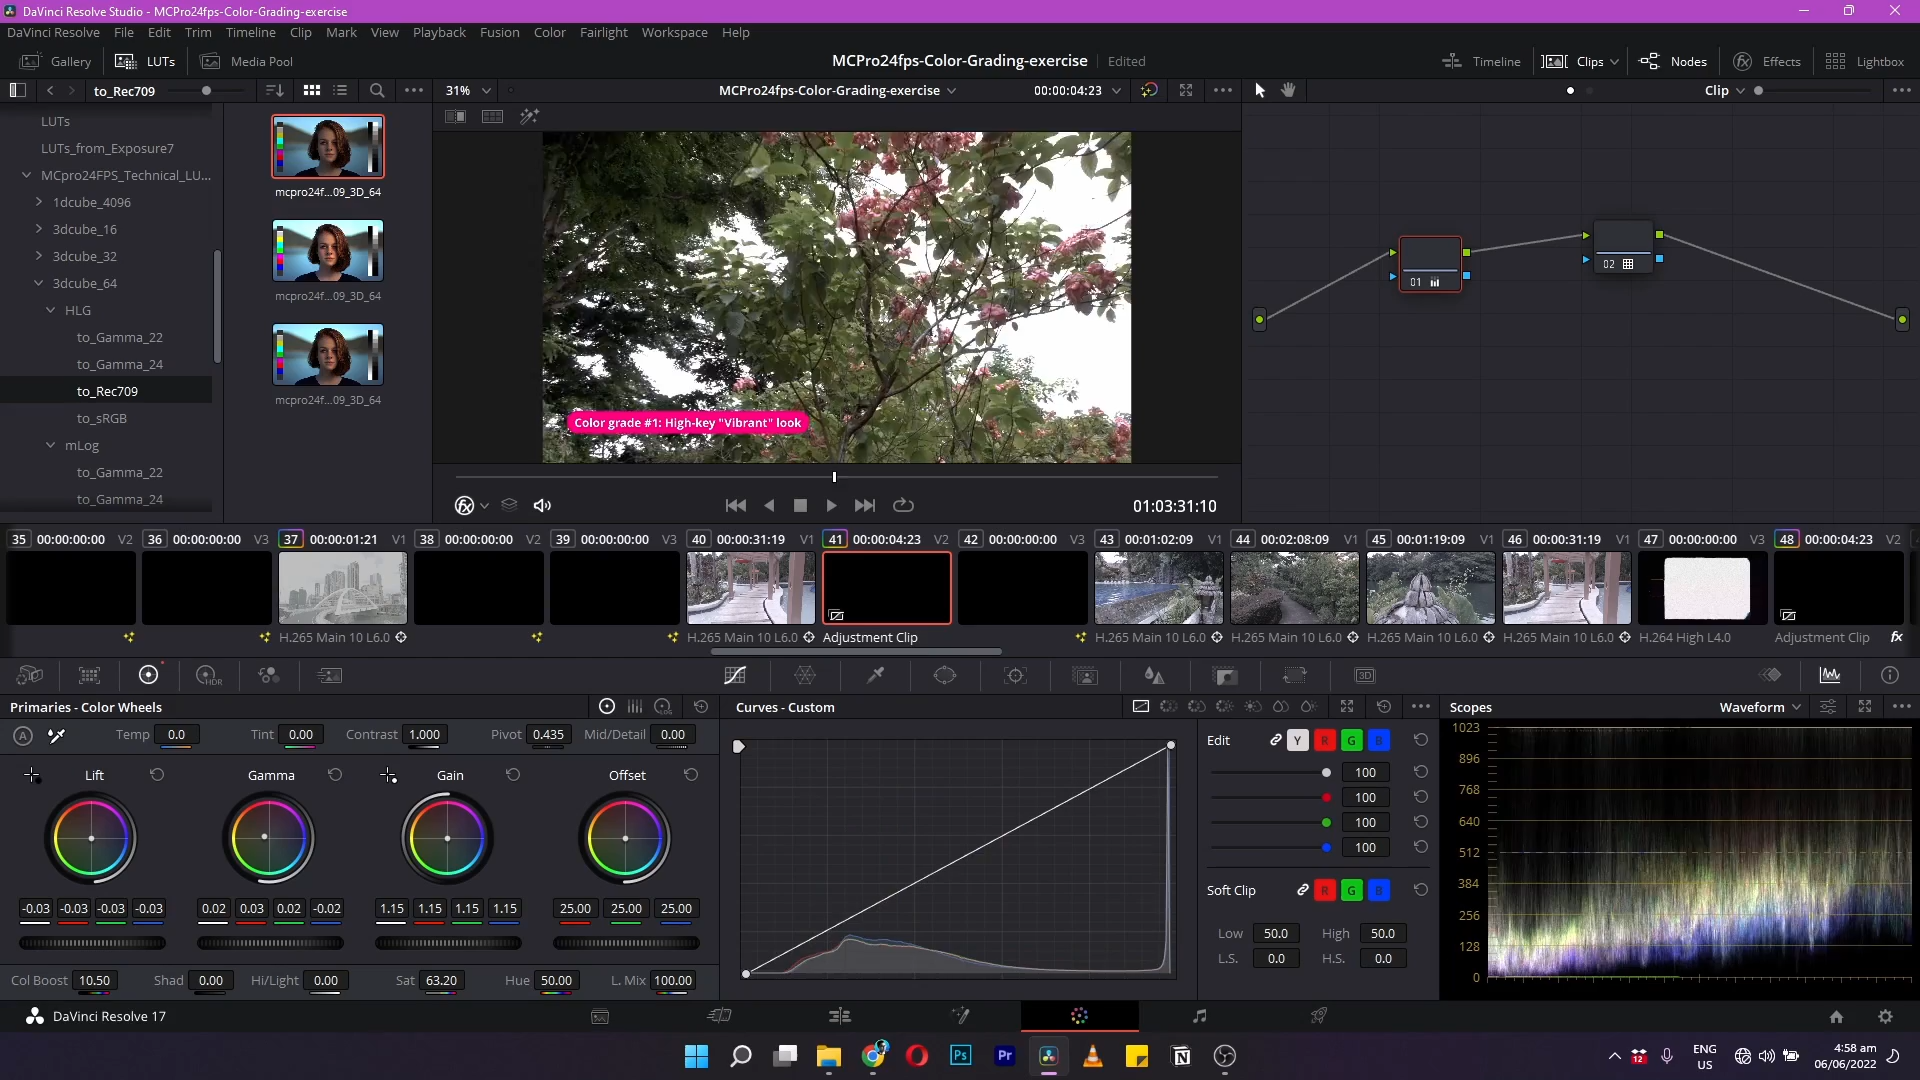 DaVinci Resolve Studio - MCPro24fps-Color-Grading-exercise
DaVinci Resolve File Edit Trim Timeline Clip Mark View Playback Fusion Color Fairlight Workspace Help
Gallery LUTs Media Pool MCPro24fps-Color-Grading-exercise Edited Timeline Clips Nodes Effects Lightbox
to_Rec709 31% MCPro24fps-Color-Grading-exercise 00:00:04:23 Clip
LUTs
LUTs_from_Exposure7
MCpro24FPS_Technical_LU...
1dcube_4096
3dcube_16
3dcube_32
3dcube_64
HLG
to_Gamma_22
to_Gamma_24
to_Rec709
to_sRGB
mLog
to_Gamma_22
to_Gamma_24
mcpro24f...09_3D_64
mcpro24f...09_3D_64
mcpro24f...09_3D_64
Color grade #1: High-key "Vibrant" look
01:03:31:10
01
02
35 00:00:00:00 V2 36 00:00:00:00 V3 37 00:00:01:21 V1 38 00:00:00:00 V2 39 00:00:00:00 V3 40 00:00:31:19 V1 41 00:00:04:23 V2 42 00:00:00:00 V3 43 00:01:02:09 V1 44 00:02:08:09 V1 45 00:01:19:09 V1 46 00:00:31:19 V1 47 00:00:00:00 V3 48 00:00:04:23 V2
H.265 Main 10 L6.0 H.265 Main 10 L6.0 Adjustment Clip H.265 Main 10 L6.0 H.265 Main 10 L6.0 H.265 Main 10 L6.0 H.265 Main 10 L6.0 H.264 High L4.0 Adjustment Clip fx
HDR 3D
Primaries - Color Wheels LOG
A Temp 0.0 Tint 0.00 Contrast 1.000 Pivot 0.435 Mid/Detail 0.00
Lift Gamma Gain Offset
-0.03 -0.03 -0.03 -0.03 0.02 0.03 0.02 -0.02 1.15 1.15 1.15 1.15 25.00 25.00 25.00
Col Boost 10.50 Shad 0.00 Hi/Light 0.00 Sat 63.20 Hue 50.00 L. Mix 100.00
Curves - Custom
Edit Y R G B
100
100
100
100
Soft Clip R G B
Low 50.0 High 50.0
L.S. 0.0 H.S. 0.0
Scopes Waveform
1023
896
768
640
512
384
256
128
0
DaVinci Resolve 17
Ps Pr N 12 ENG US 4:58 am
06/06/2022